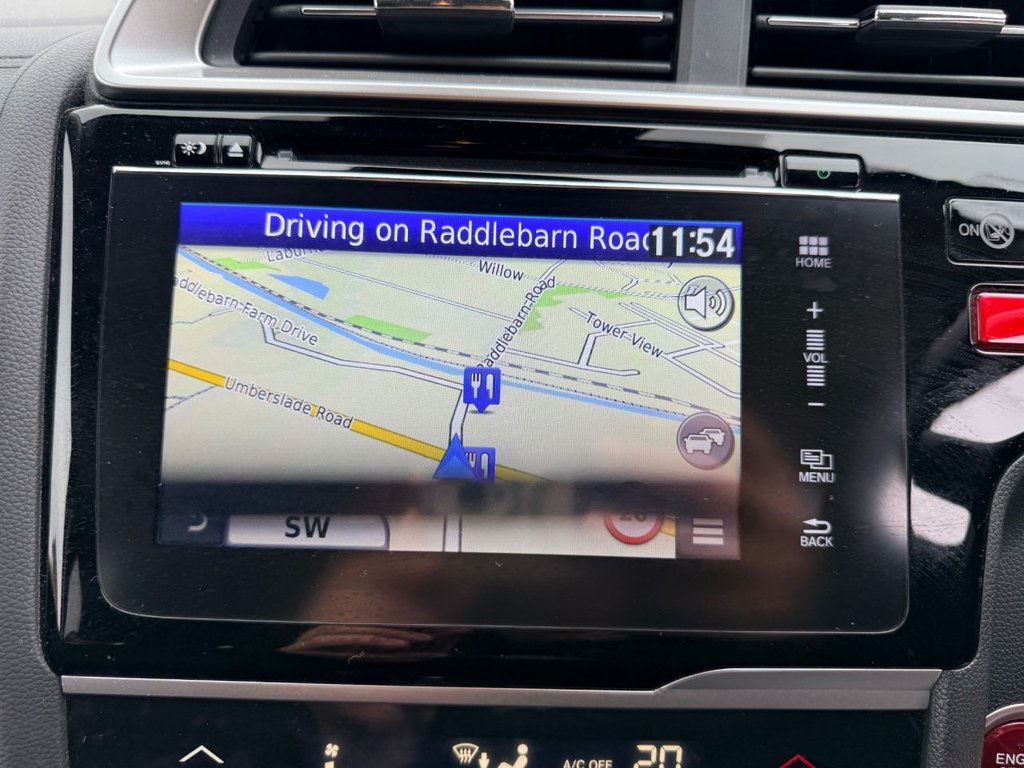 Driving on Raddlebarn Road
11:54
Willow
Raddlebarn Road
addlebarn Farm Drive
Tower View
Umberslade Road
SW
HOME
+
VOL
-
MENU
BACK
ON
A/C OFF
20
ENG